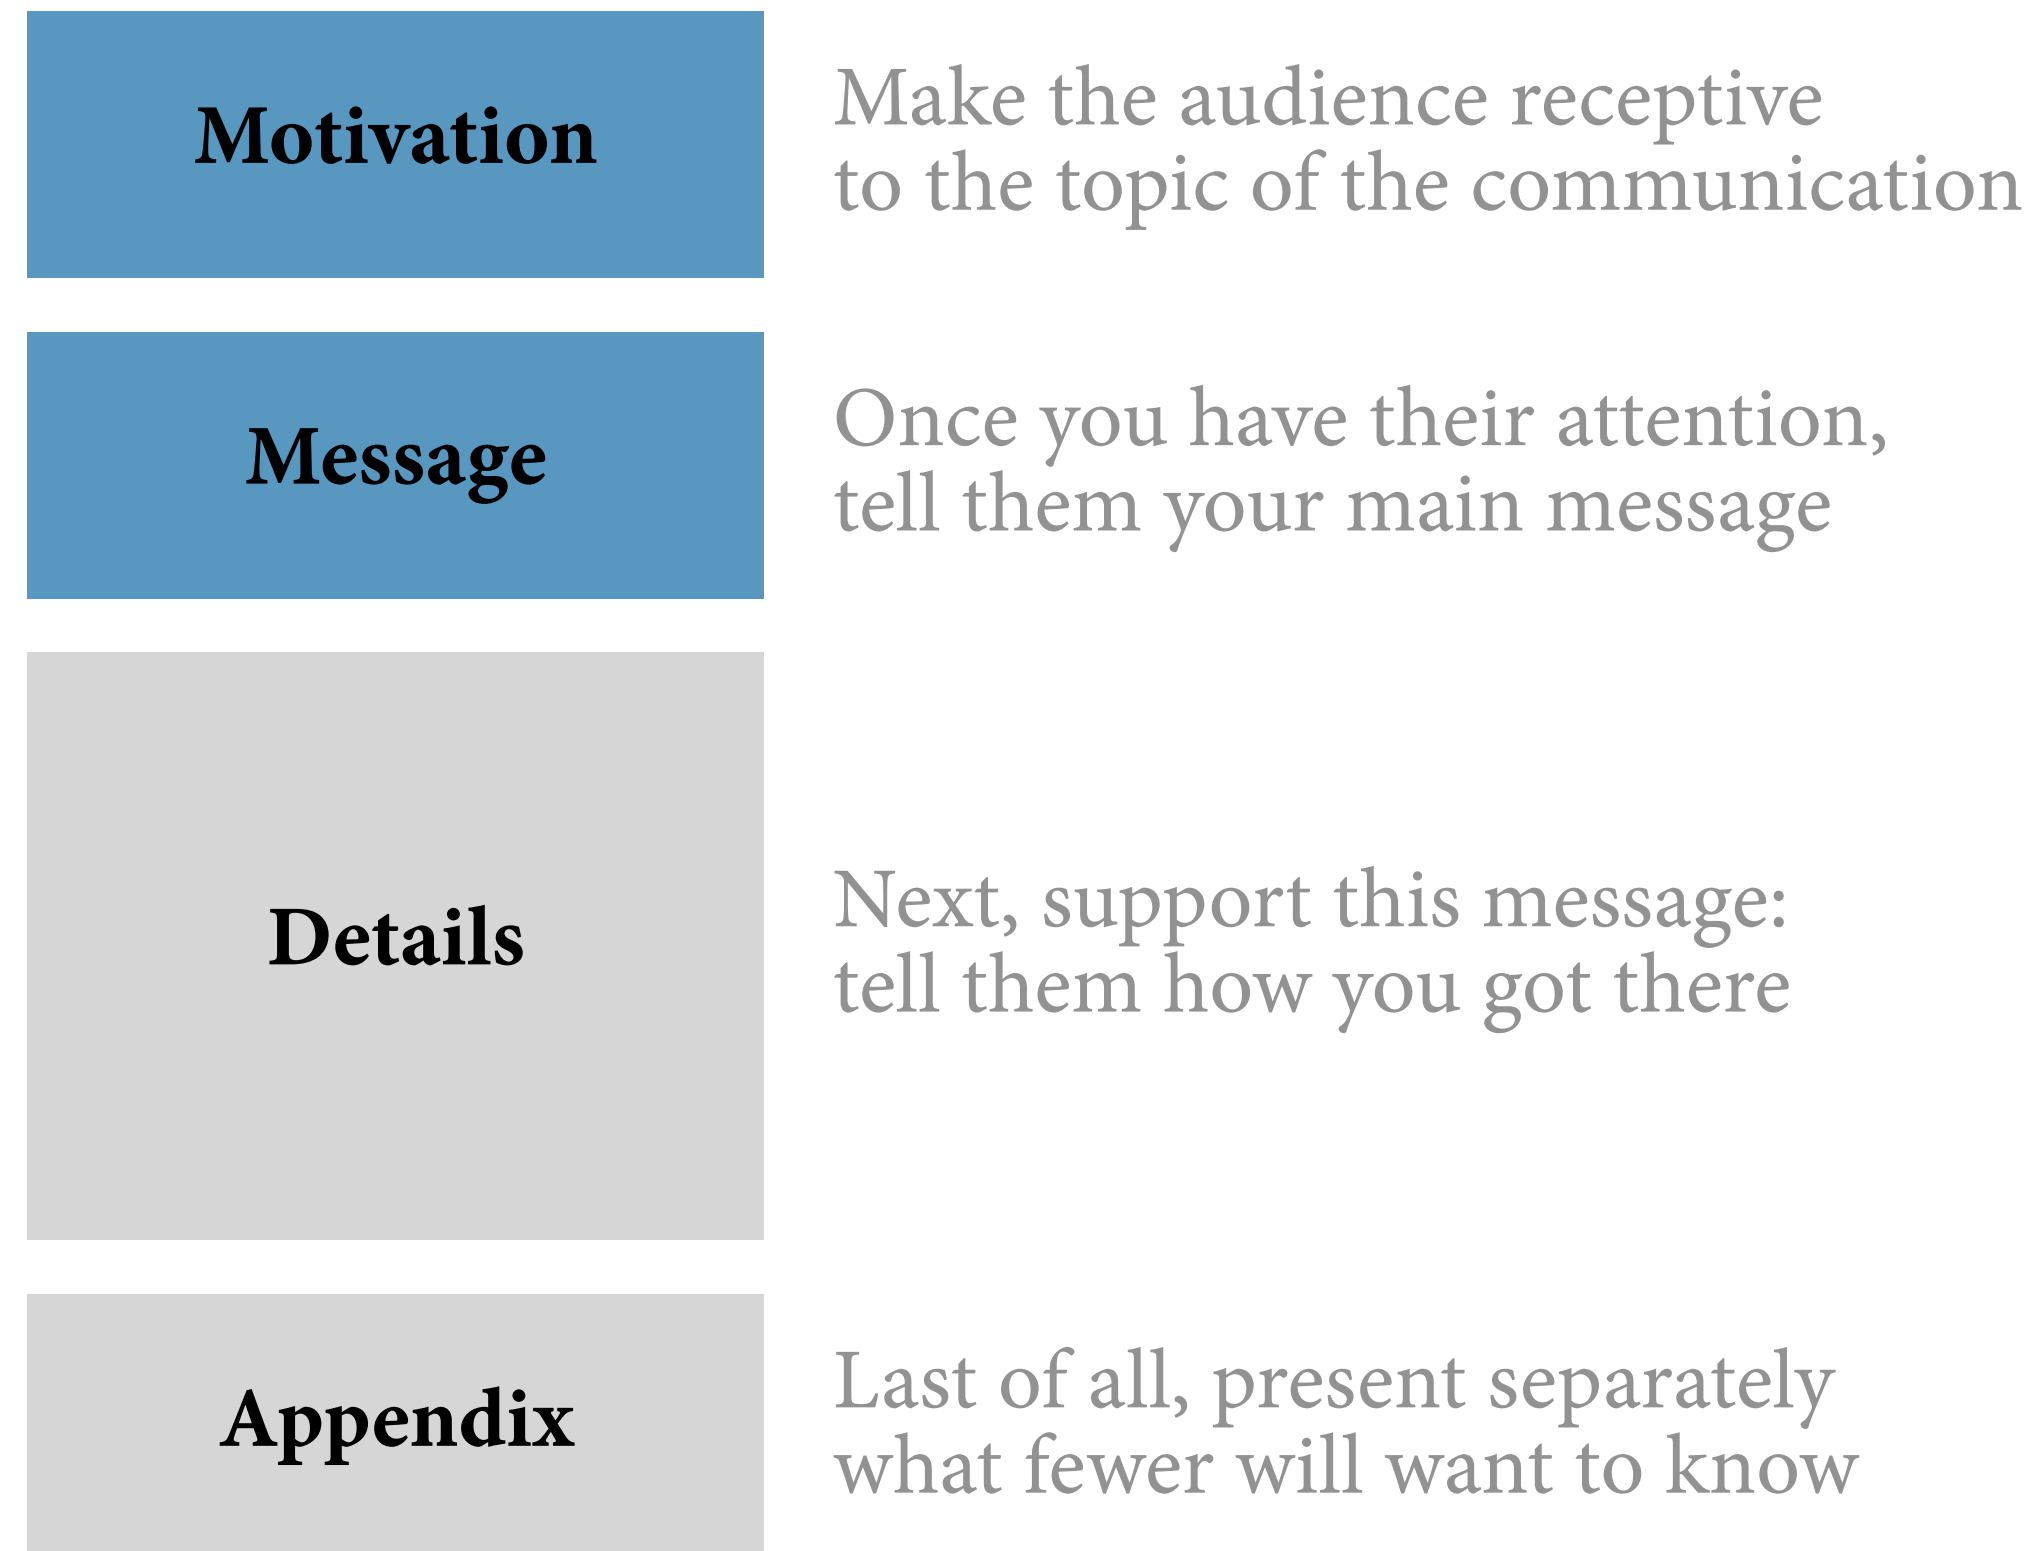 Motivation
Make the audience receptive
to the topic of the communication
Message
Once you have their attention,
tell them your main message
Details
Next, support this message:
tell them how you got there
Appendix
Last of all, present separately
what fewer will want to know